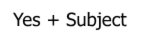 Yes + Subject